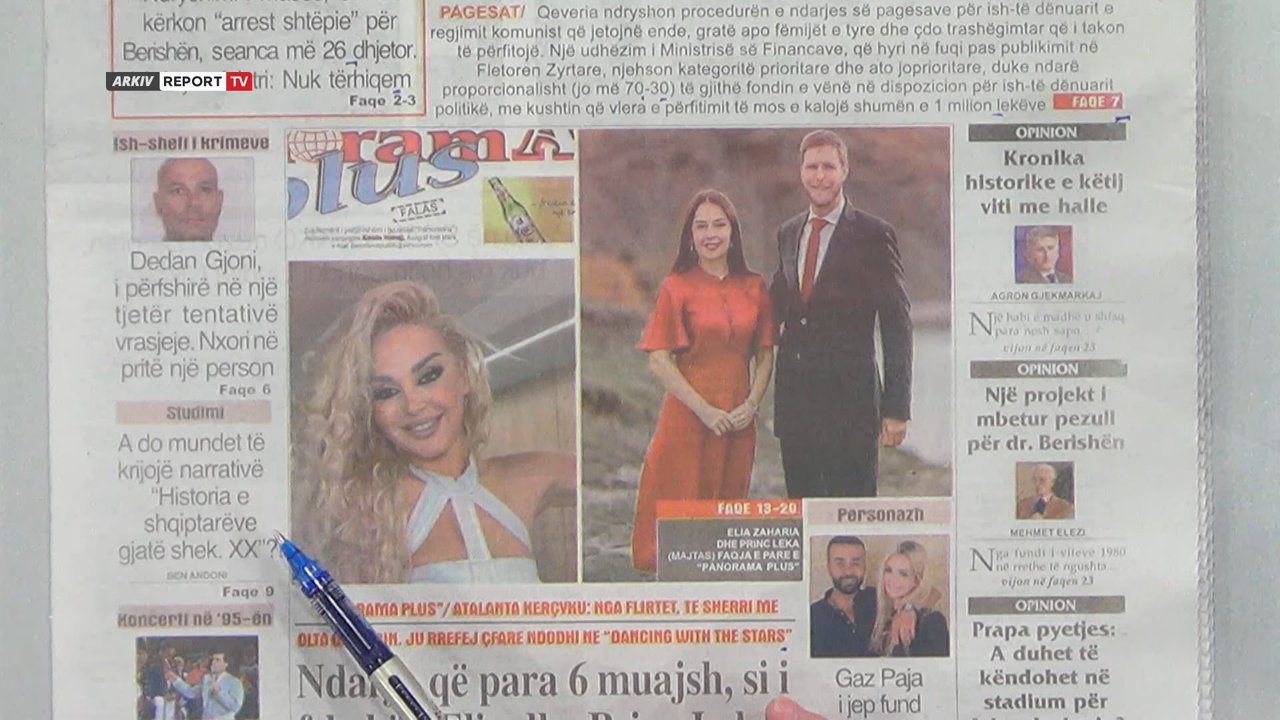 kërkon “arrest shtëpie” për
Berishën, seanca më 26 dhjetor.
ARKIV REPORT TV
tri: Nuk tërhiqem
Faqe 2-3
PAGESAT/ Qeveria ndryshon procedurën e ndarjes së pagesave për ish-të dënuarit e
regjimit komunist që jetojnë ende, gratë apo fëmijët e tyre dhe çdo trashëgimtar që i takon
të përfitojë. Një udhëzim i Ministrisë së Financave, që hyri në fuqi pas publikimit në
Fletoren Zyrtare, njehson kategoritë prioritare dhe ato joprioritare, duke ndarë
proporcionalisht (jo më 70-30) të gjithë fondin e vënë në dispozicion për ish-të dënuarit
politikë, me kushtin që vlera e përfitimit të mos e kalojë shumën e 1 milion lekëve FAQE 7
Ish-shefi i krimeve
Dedan Gjoni,
i përfshirë në një
tjetër tentativë
vrasjeje. Nxori në
pritë një person
Faqe 6
Studimi
A do mundet të
krijojë narrativë
“Historia e
shqiptarëve
gjatë shek. XX”?
BEN ANDONI
Faqe 9
Koncerti në '95-ën
ramA
plus
FALAS
FAQE 13-20
ELIA ZAHARIA
DHE PRINC LEKA
(MAJTAS) FAQJA E PARE E
“PANORAMA PLUS”
Personazh
Gaz Paja
i jep fund
RAMA PLUS”/ ATALANTA KERÇYKU: NGA FLIRTET, TE SHERRI ME
OLTA G N. JU RREFEJ ÇFARE NDODHI NE “DANCING WITH THE STARS”
Nda që para 6 muajsh, si i
OPINION
Kronika
historike e këtij
viti me halle
AGRON GJEKMARKAJ
Një habi e madhe u shfaq
para nesh sapo...
vijon në faqen 23
OPINION
Një projekt i
mbetur pezull
për dr. Berishën
MEHMET ELEZI
Nga fundi i viteve 1980
në rrethe të ngushta...
vijon në faqen 23
OPINION
Prapa pyetjes:
A duhet të
këndohet në
stadium për